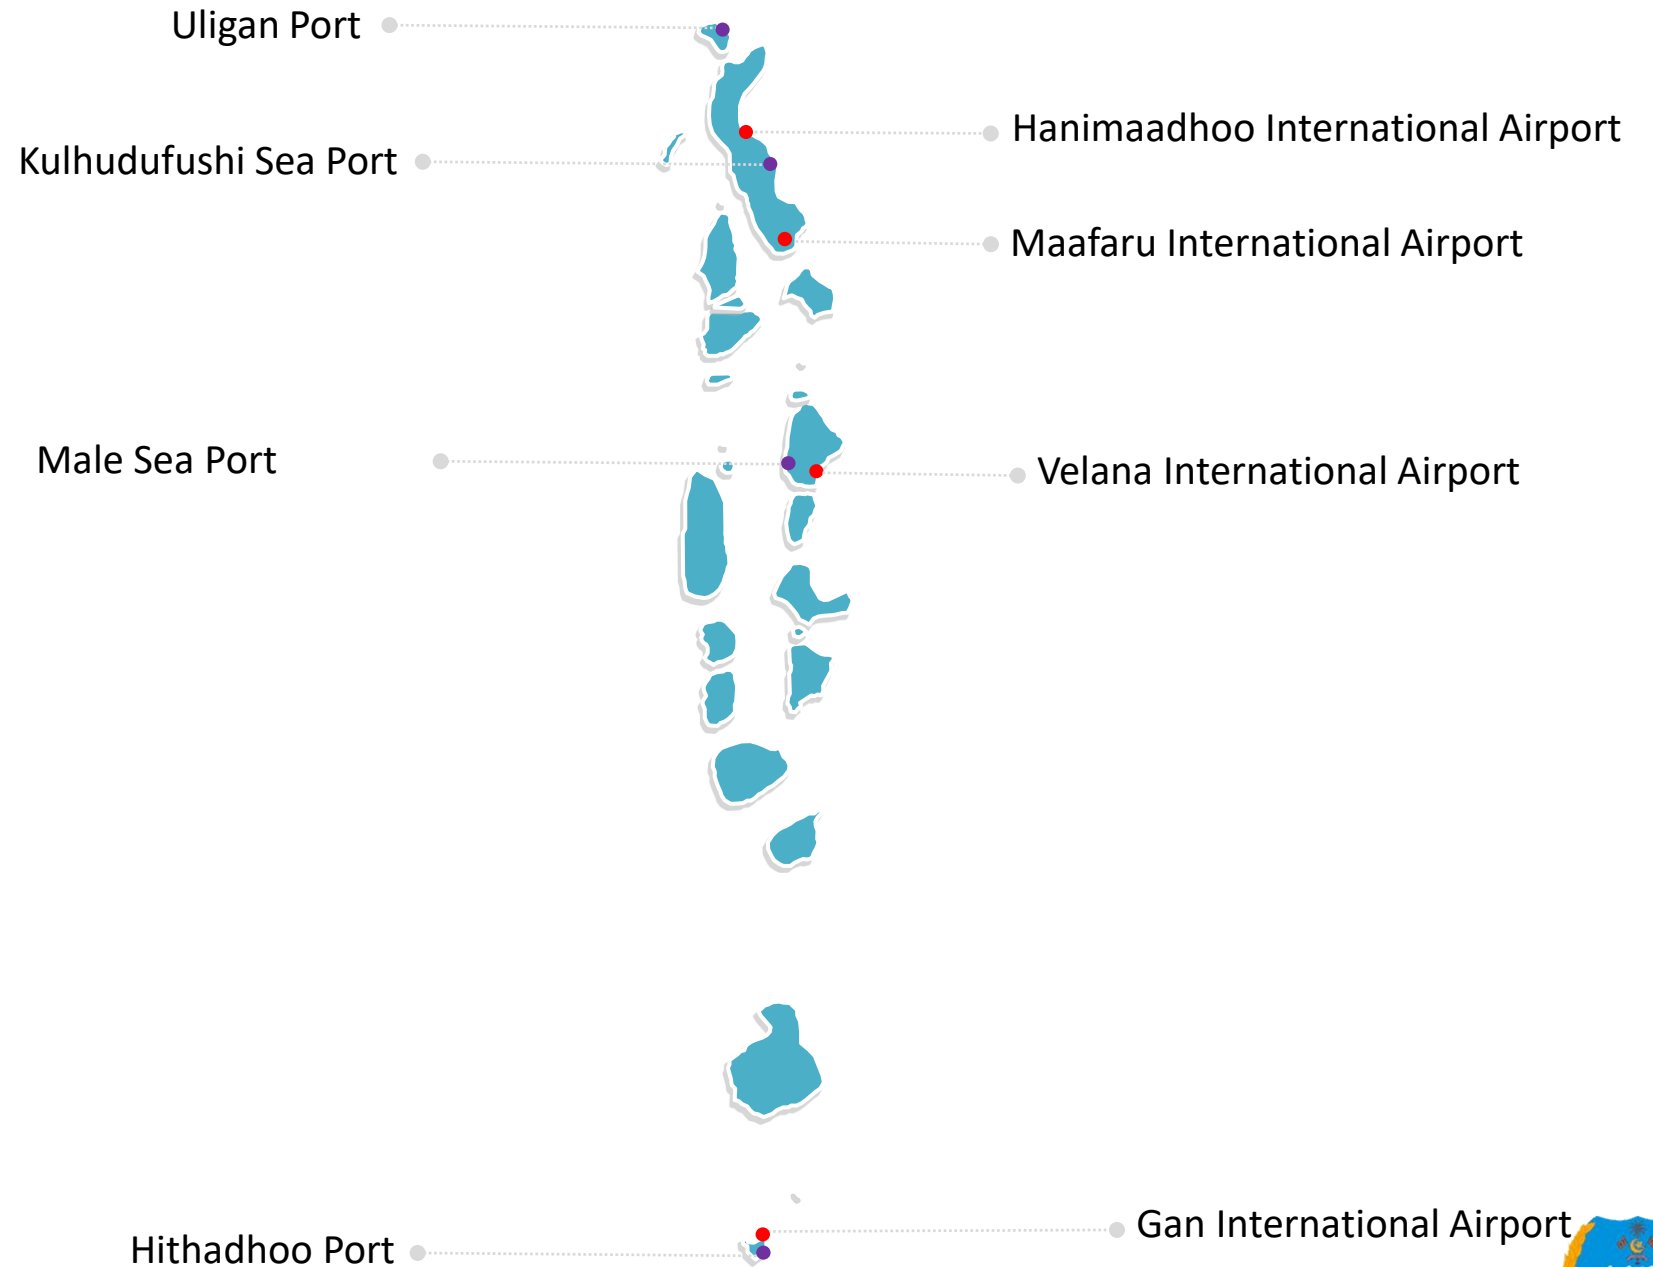 Uligan Port
Hanimaadhoo International Airport
Kulhudufushi Sea Port
Maafaru International Airport
Male Sea Port
Velana International Airport
Gan International Airport
Hithadhoo Port